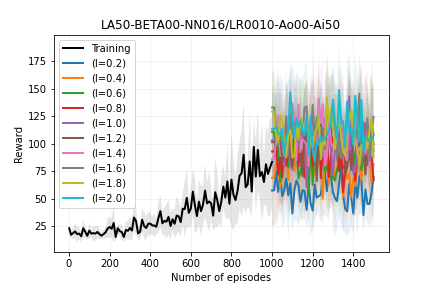 LA50-BETA00-NN016/LR0010-Ao00-Ai50
Training
(l=0.2)
(l=0.4)
(l=0.6)
(l=0.8)
(l=1.0)
(l=1.2)
(l=1.4)
(l=1.6)
(l=1.8)
(l=2.0)
Reward
175
150
125
100
75
50
25
0 200 400 600 800 1000 1200 1400
Number of episodes